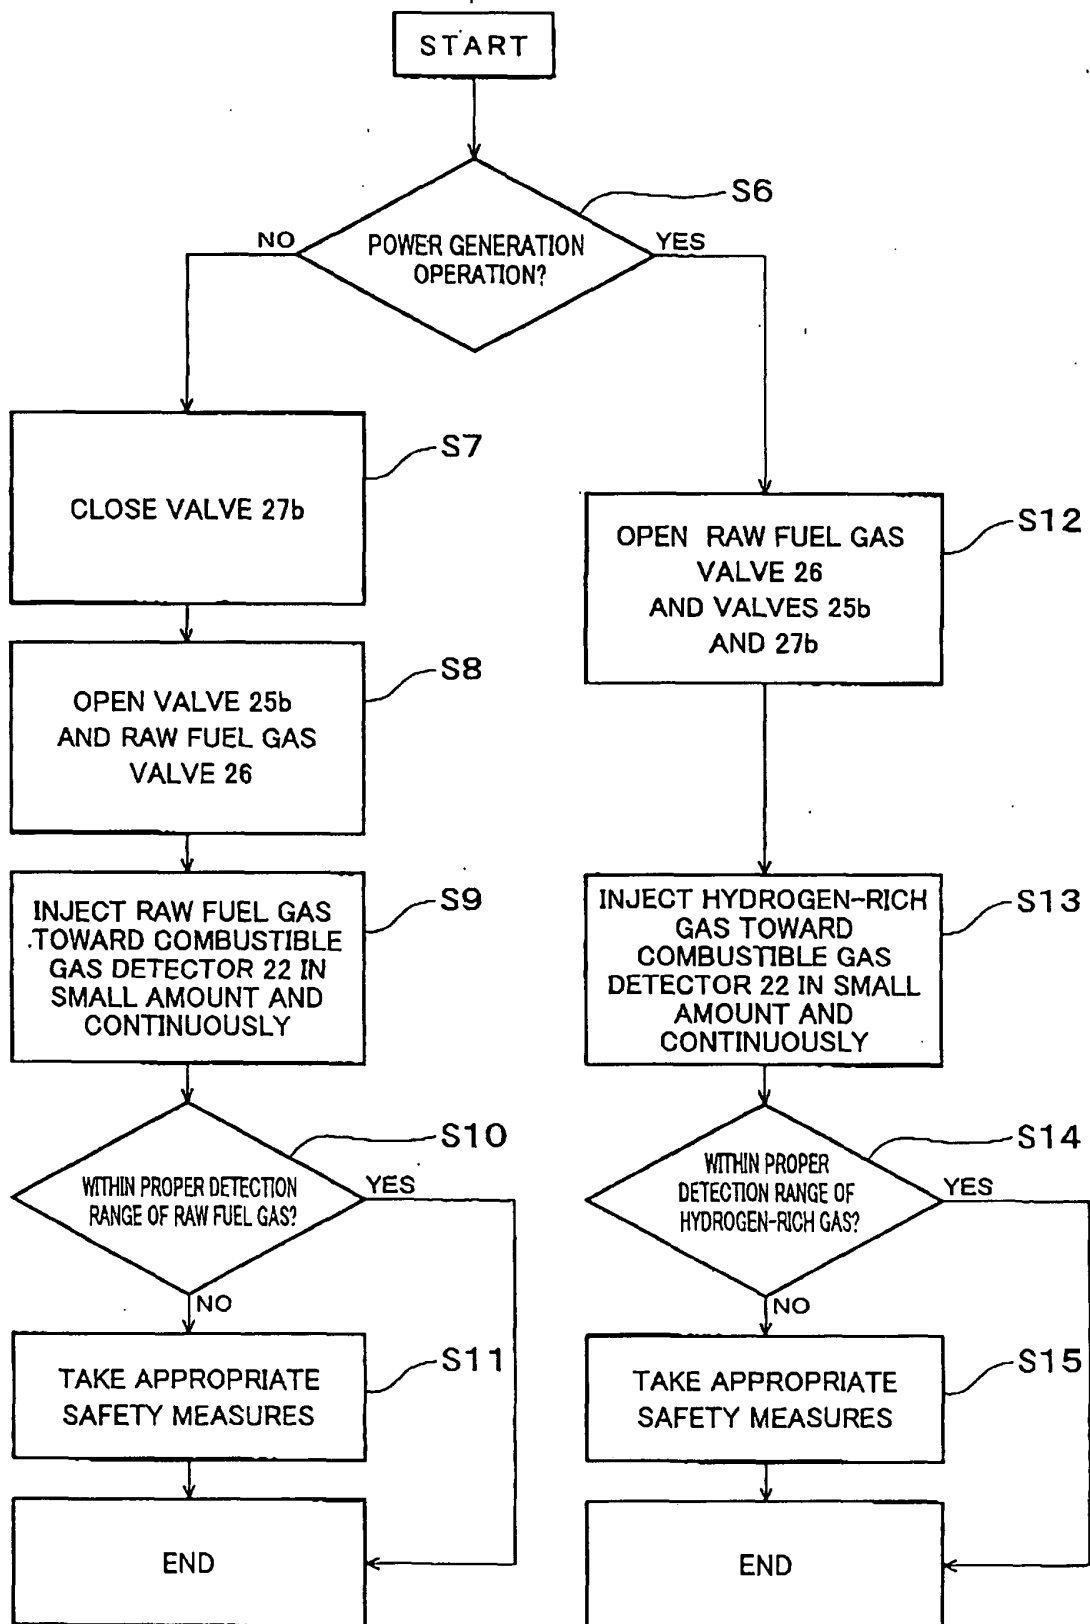 START
S6
POWER GENERATION
OPERATION?
NO
YES
S7
CLOSE VALVE 27b
S8
OPEN VALVE 25b
AND RAW FUEL GAS
VALVE 26
S9
INJECT RAW FUEL GAS
TOWARD COMBUSTIBLE
GAS DETECTOR 22 IN
SMALL AMOUNT AND
CONTINUOUSLY
S10
WITHIN PROPER DETECTION
RANGE OF RAW FUEL GAS?
YES
NO
S11
TAKE APPROPRIATE
SAFETY MEASURES
END
S12
OPEN RAW FUEL GAS
VALVE 26
AND VALVES 25b
AND 27b
S13
INJECT HYDROGEN-RICH
GAS TOWARD
COMBUSTIBLE GAS
DETECTOR 22 IN SMALL
AMOUNT AND
CONTINUOUSLY
S14
WITHIN PROPER
DETECTION RANGE OF
HYDROGEN-RICH GAS?
YES
NO
S15
TAKE APPROPRIATE
SAFETY MEASURES
END